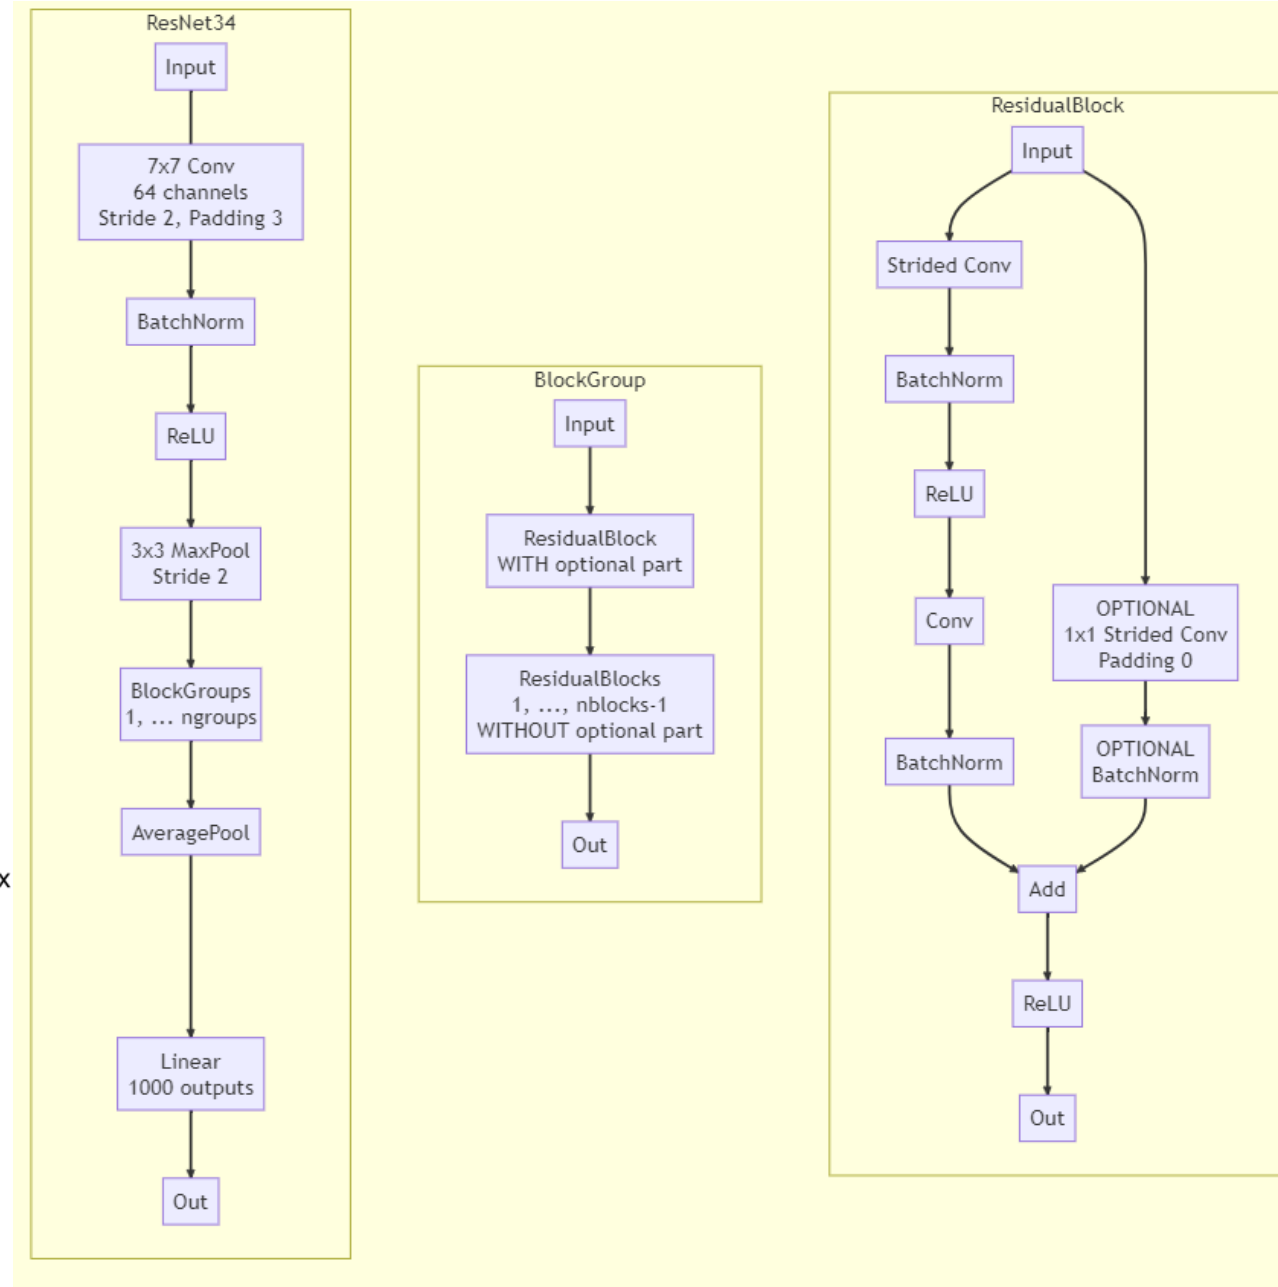 ResNet34
Input
7x7 Conv
64 channels
Stride 2, Padding 3
BatchNorm
ReLU
3x3 MaxPool
Stride 2
BlockGroups
1, ... ngroups
AveragePool
Linear
1000 outputs
Out
x
BlockGroup
Input
ResidualBlock
WITH optional part
ResidualBlocks
1, ..., nblocks-1
WITHOUT optional part
Out
ResidualBlock
Input
Strided Conv
BatchNorm
ReLU
Conv
BatchNorm
OPTIONAL
1x1 Strided Conv
Padding 0
OPTIONAL
BatchNorm
Add
ReLU
Out